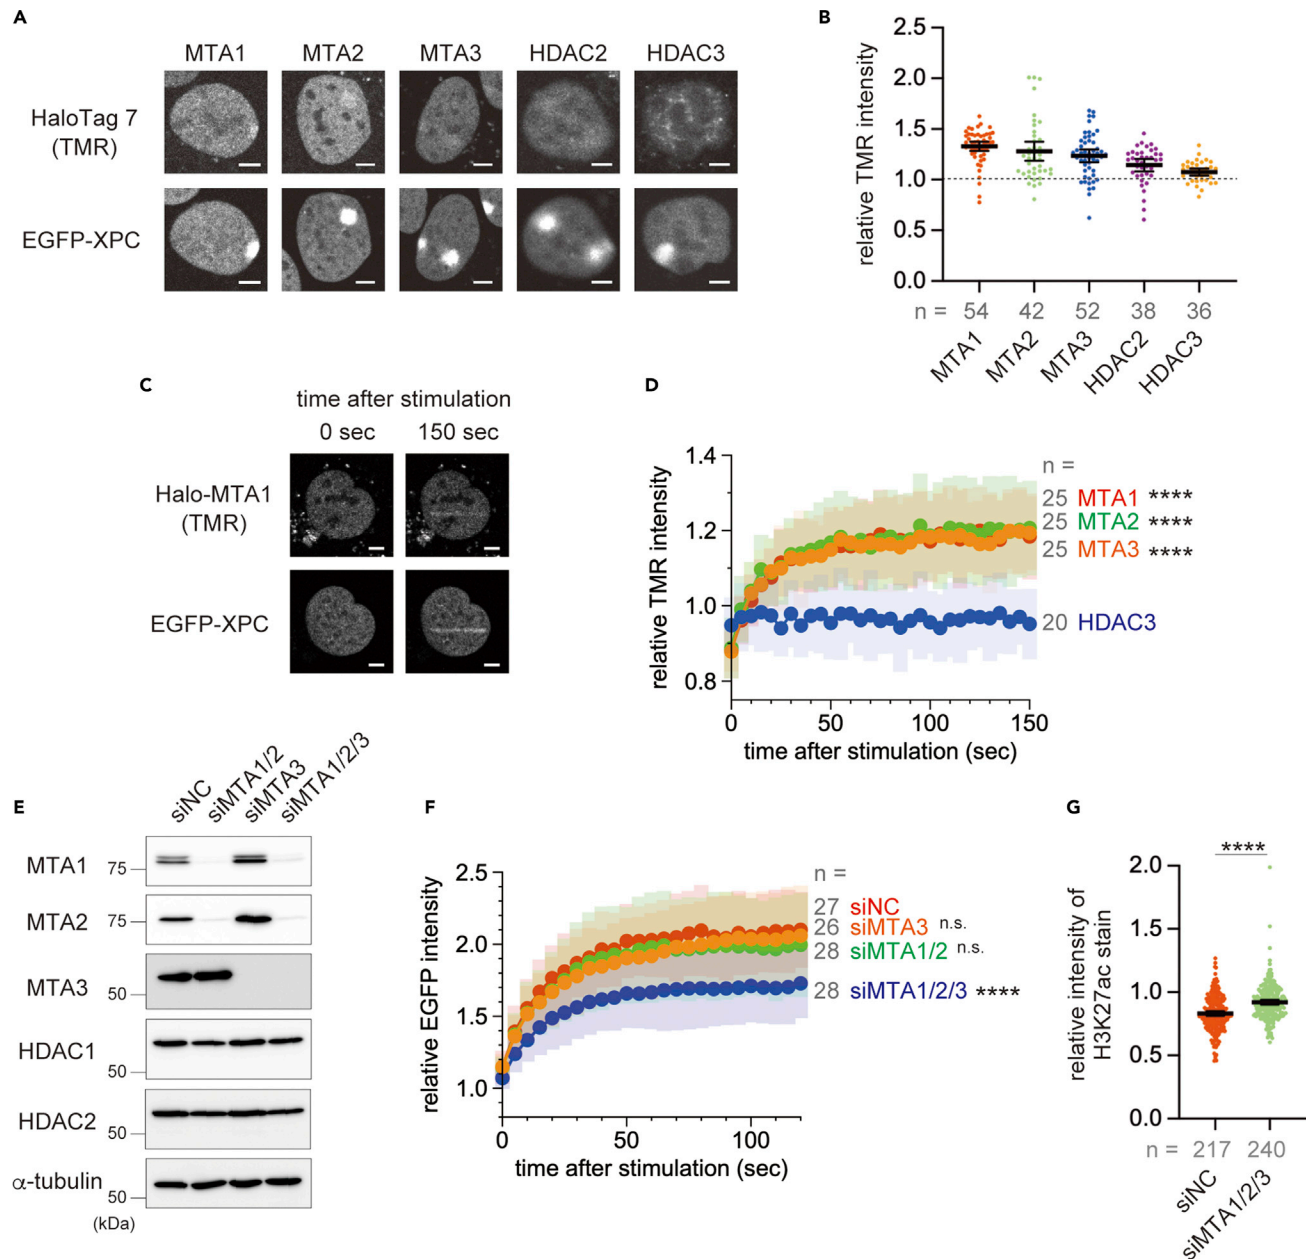 A
MTA1 MTA2 MTA3 HDAC2 HDAC3
HaloTag 7
(TMR)
EGFP-XPC
B
relative TMR intensity
2.5
2.0
1.5
1.0
0.5
0.0
n = 54 42 52 38 36
MTA1 MTA2 MTA3 HDAC2 HDAC3
C
time after stimulation
0 sec 150 sec
Halo-MTA1
(TMR)
EGFP-XPC
D
relative TMR intensity
1.4
1.2
1.0
0.8
0 50 100 150
time after stimulation (sec)
n =
25 MTA1 ****
25 MTA2 ****
25 MTA3 ****
20 HDAC3
E
siNC siMTA1/2 siMTA3 siMTA1/2/3
MTA1 75
MTA2 75
MTA3 50
HDAC1 50
HDAC2 50
α-tubulin 50
(kDa)
F
relative EGFP intensity
2.5
2.0
1.5
1.0
0 50 100
time after stimulation (sec)
n =
27 siNC
26 siMTA3 n.s.
28 siMTA1/2 n.s.
28 siMTA1/2/3 ****
G
relative intensity of
H3K27ac stain
****
2.0
1.5
1.0
0.5
0.0
n = 217 240
siNC siMTA1/2/3